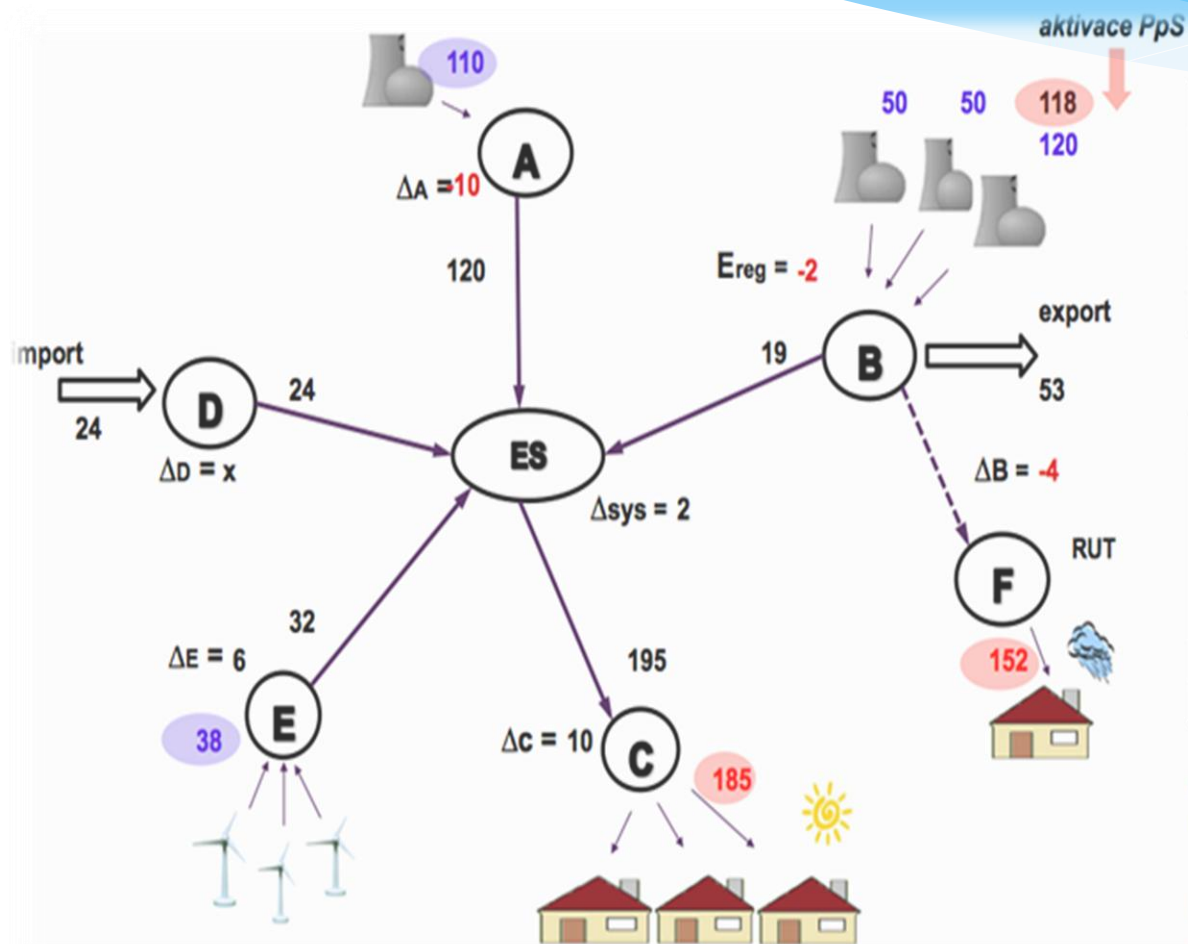 aktivace PpS
110
50 50 118
120
A
ΔA =-10
120
Ereg = -2
export
import
19
B
24
D
53
24
ES
ΔD = x
ΔB = -4
Δsys = 2
RUT
F
32
152
ΔE = 6
195
E
38
Δc = 10
C
185